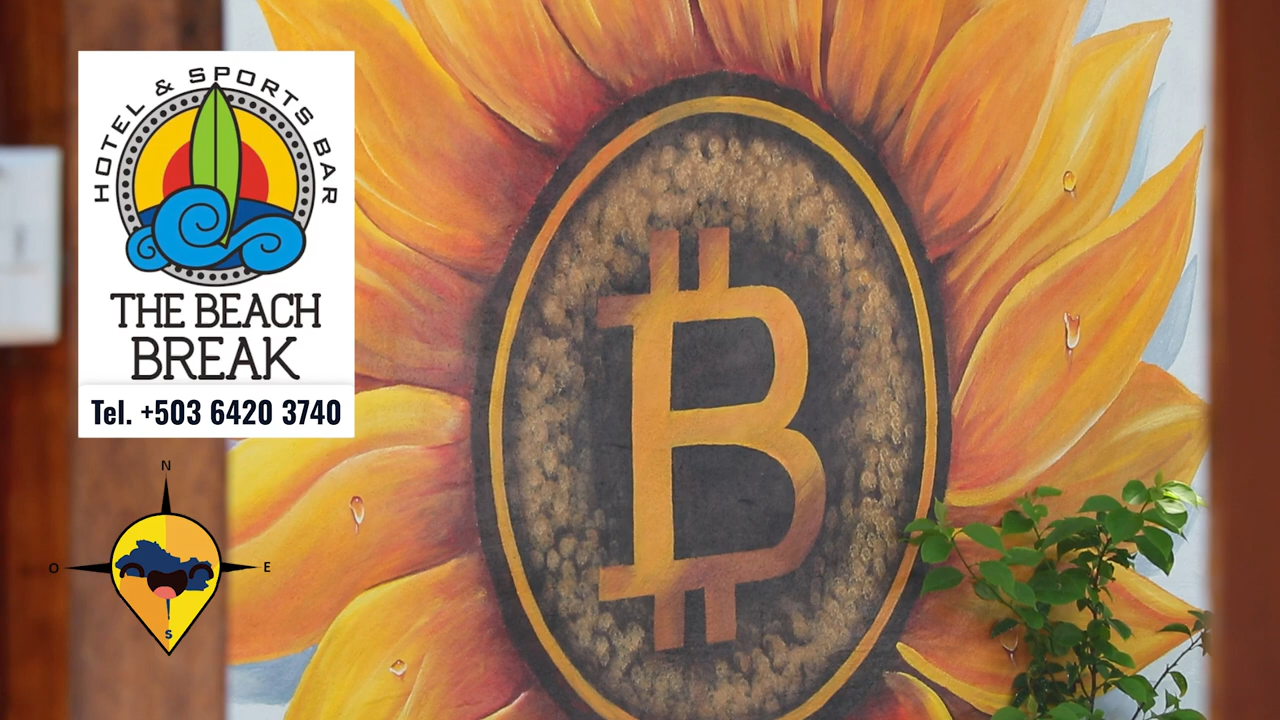 HOTEL & SPORTS BAR
THE BEACH
BREAK
Tel. +503 6420 3740
N
O
E
S